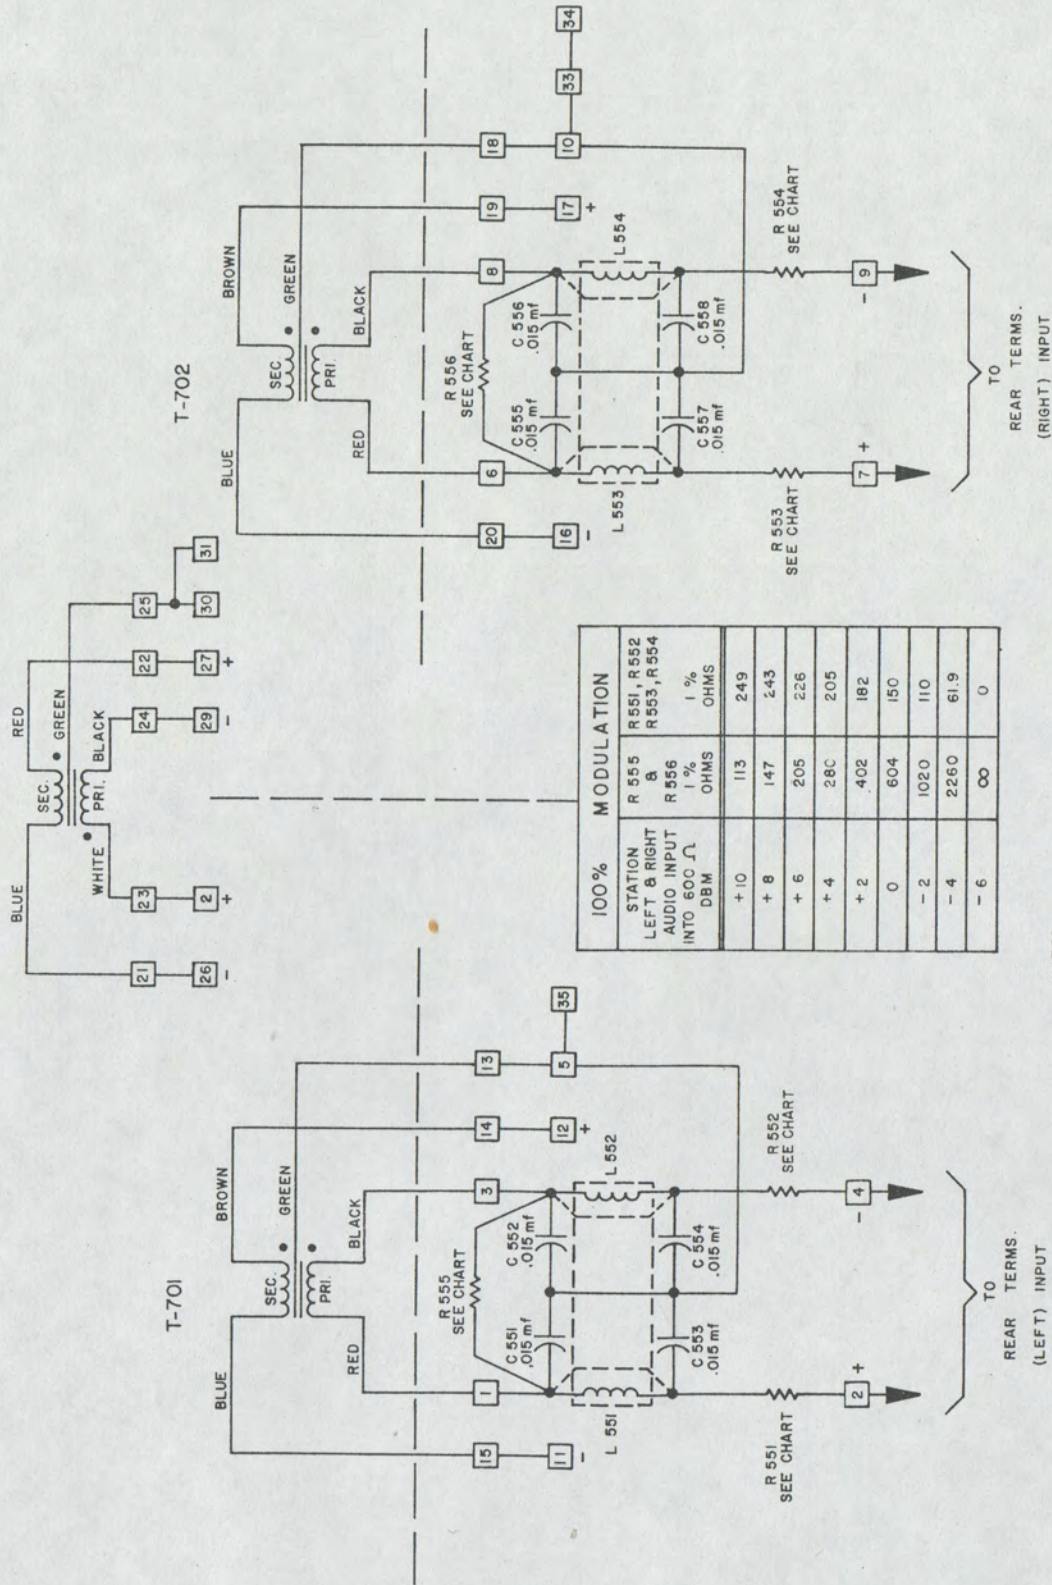 T-701
BLUE
BROWN
SEC.
GREEN
PRI.
RED
BLACK
15
1
3
14
13
11
-
12
+
5
35
R 555
SEE CHART
C 551
.015 mf
C 552
.015 mf
L 551
L 552
C 553
.015 mf
C 554
.015 mf
R 551
SEE CHART
R 552
SEE CHART
2
+
-
4
TO
REAR TERMS.
(LEFT) INPUT
BLUE
RED
SEC.
GREEN
PRI.
WHITE
BLACK
21
23
24
22
25
26
-
2
+
29
-
27
+
30
31
100% MODULATION
STATION
LEFT & RIGHT
AUDIO INPUT
INTO 600 Ω
DBM
R 555
&
R 556
1 %
OHMS
R551, R552
R553, R554
1 %
OHMS
+ 10 113 249
+ 8 147 243
+ 6 205 226
+ 4 280 205
+ 2 402 182
0 604 150
- 2 1020 110
- 4 2260 61.9
- 6 ∞ 0
T-702
BLUE
BROWN
SEC.
GREEN
PRI.
RED
BLACK
20
6
8
19
18
16
-
17
+
10
33
34
R 556
SEE CHART
C 555
.015 mf
C 556
.015 mf
L 553
L 554
C 557
.015 mf
C 558
.015 mf
R 553
SEE CHART
R 554
SEE CHART
7
+
-
9
TO
REAR TERMS.
(RIGHT) INPUT